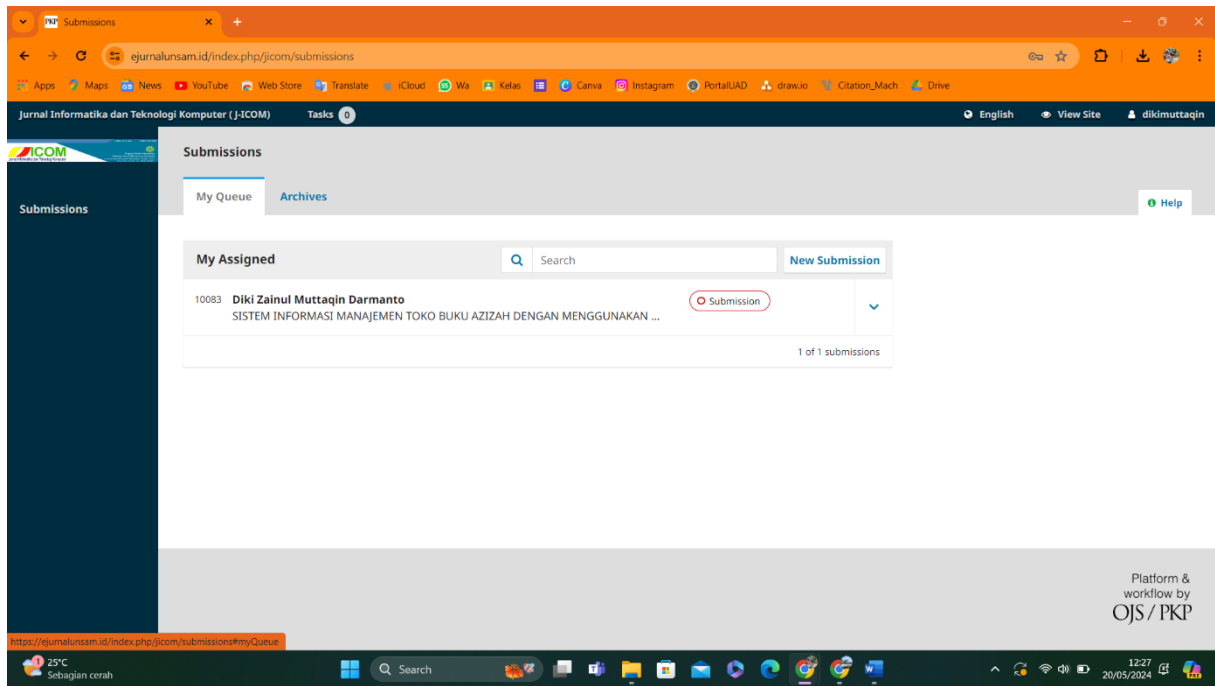 PKP Submissions
ejurnalunsam.id/index.php/jicom/submissions
Apps Maps News YouTube Web Store Translate iCloud Wa Kelas Canva Instagram PortalUAD draw.io Citation_Mach Drive
Jurnal Informatika dan Teknologi Komputer ( J-ICOM) Tasks 0 English View Site dikimuttaqin
JICOM
Submissions
My Queue Archives
Submissions
Help
My Assigned Search New Submission
10083 Diki Zainul Muttaqin Darmanto Submission
SISTEM INFORMASI MANAJEMEN TOKO BUKU AZIZAH DENGAN MENGGUNAKAN ...
1 of 1 submissions
Platform &
workflow by
OJS / PKP
https://ejurnalunsam.id/index.php/jicom/submissions#myQueue
1 25°C
Sebagian cerah
Search
12:27
20/05/2024